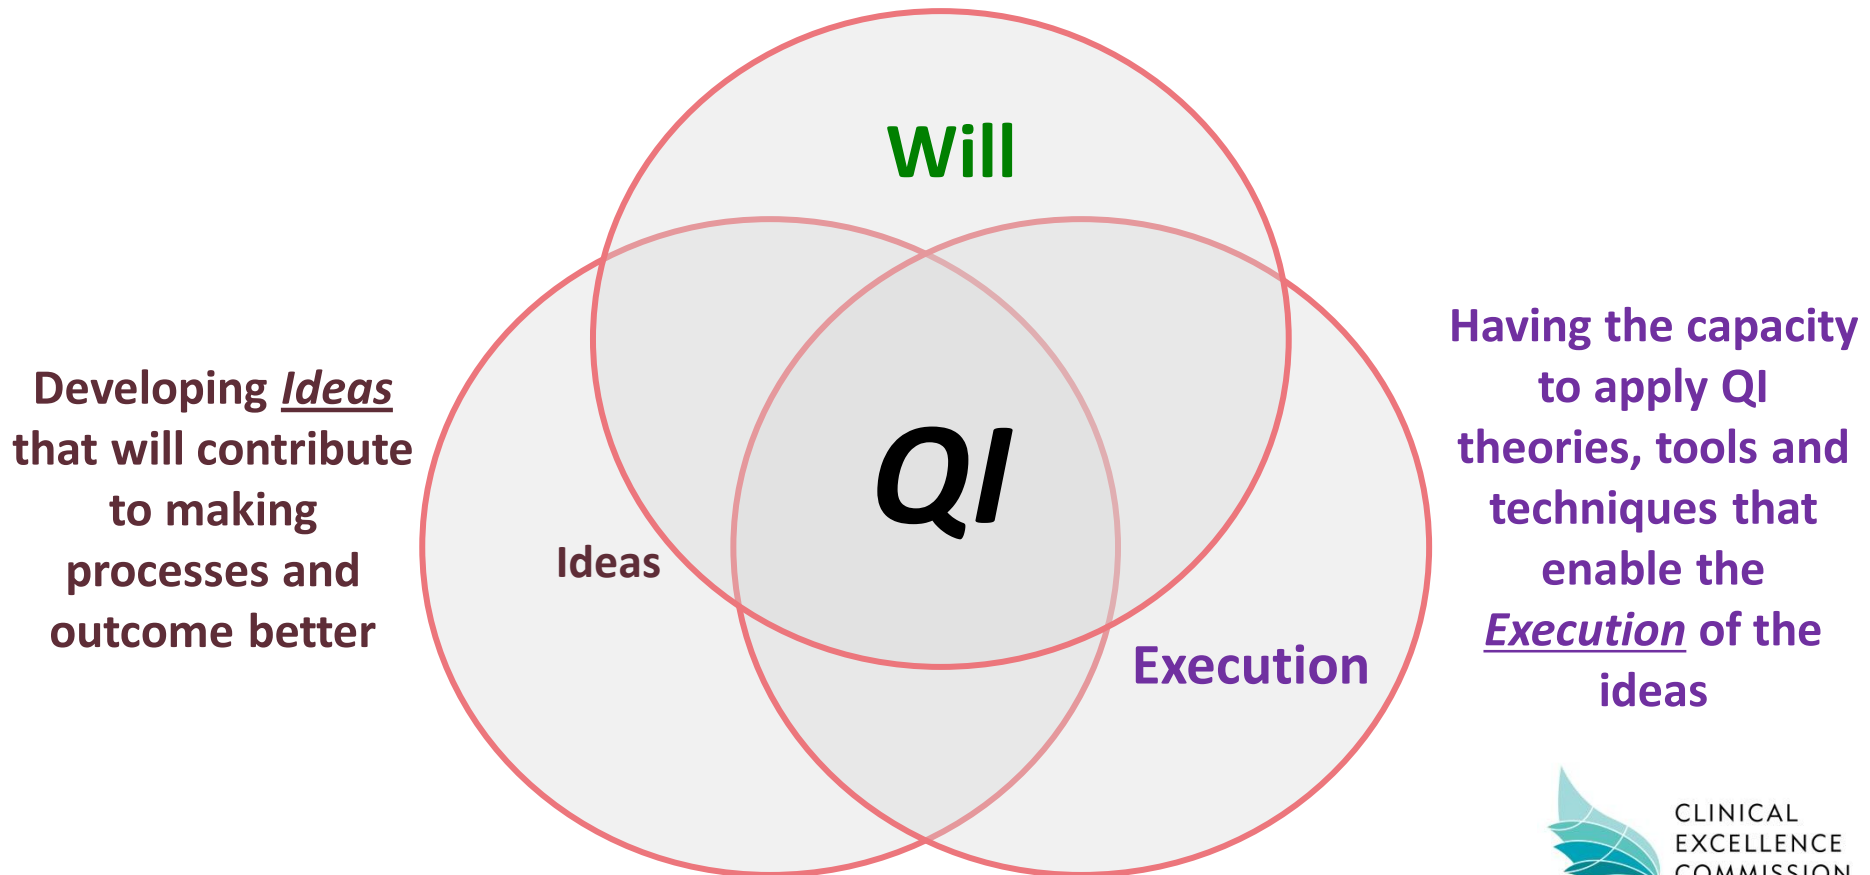 Will
Developing Ideas
that will contribute
to making
processes and
outcome better
Ideas
QI
Execution
Having the capacity
to apply QI
theories, tools and
techniques that
enable the
Execution of the
ideas
CLINICAL
EXCELLENCE
COMMISSION